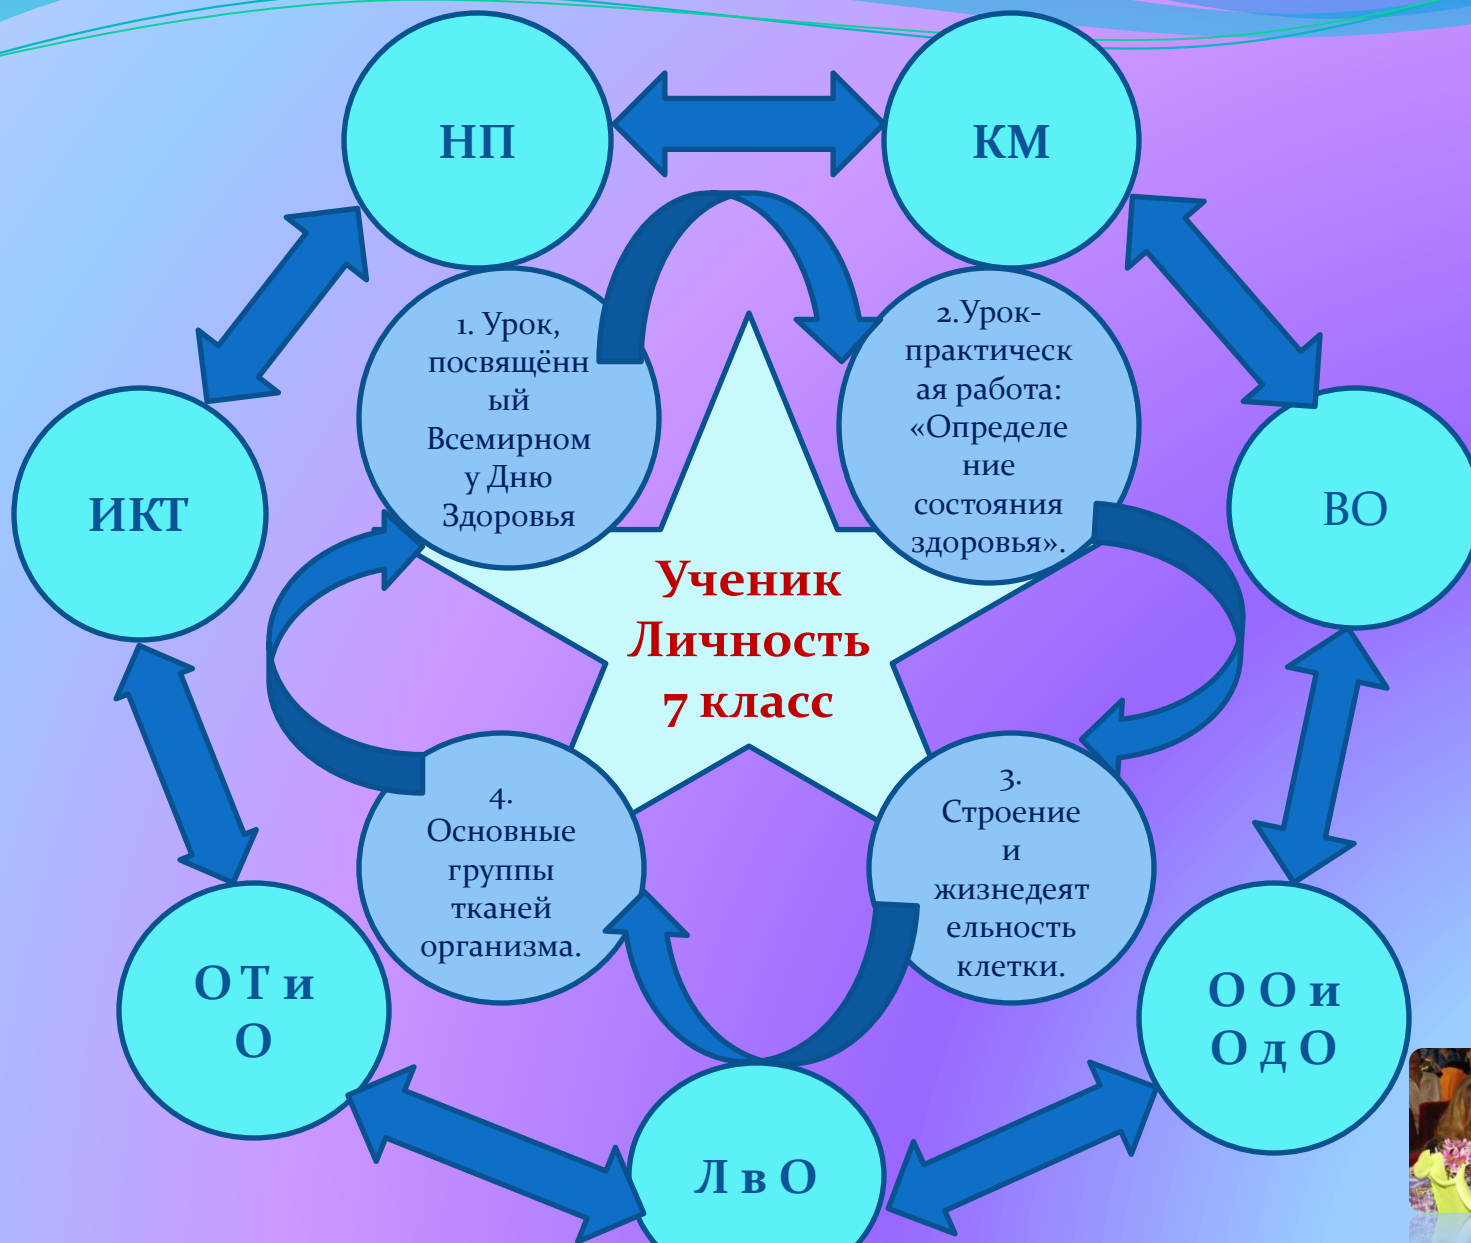 НП
КМ
1. Урок,
посвящённ
ый
Всемирном
у Дню
Здоровья
2.Урок-
практическ
ая работа:
«Определе
ние
состояния
здоровья».
ИКТ
ВО
Ученик
Личность
7 класс
4.
Основные
группы
тканей
организма.
3.
Строение
и
жизнедеят
ельность
клетки.
О Т и
О
О О и
О д О
Л в О